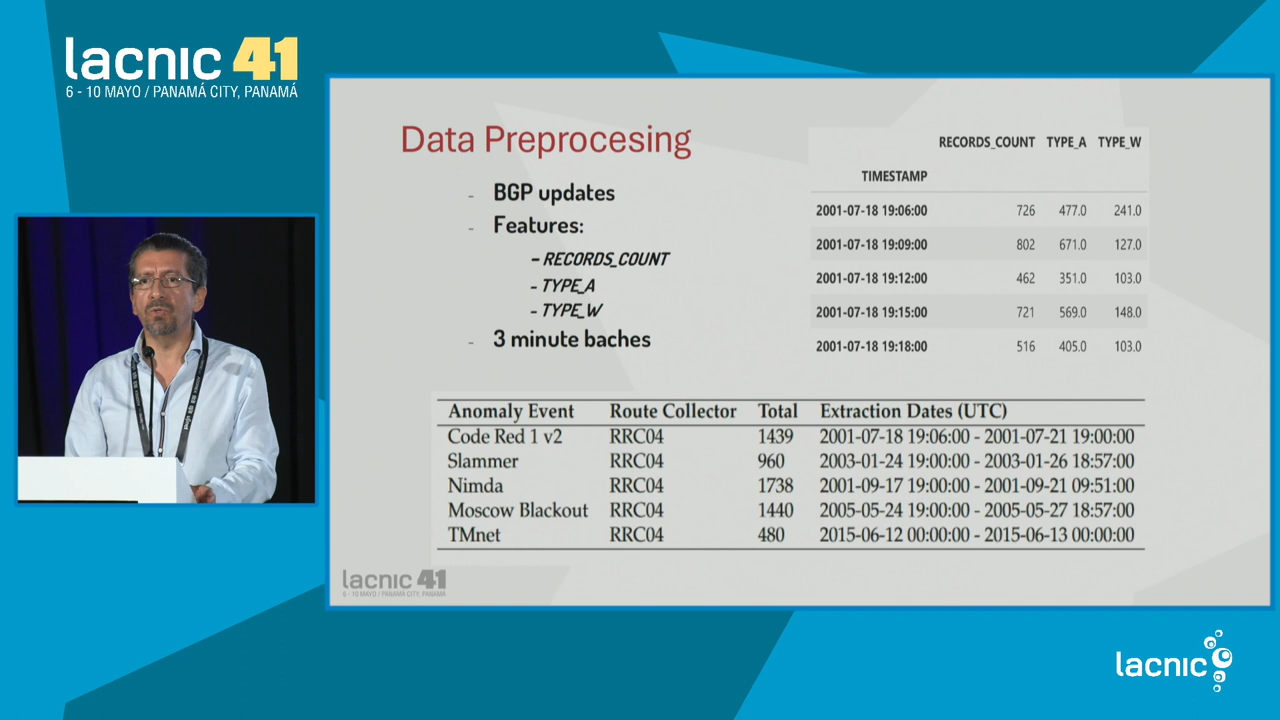 lacnic 41
6 - 10 MAYO / PANAMÁ CITY, PANAMÁ
Data Preprocesing
- BGP updates
- Features:
- RECORDS_COUNT
- TYPE_A
- TYPE_W
- 3 minute baches
RECORDS_COUNT TYPE_A TYPE_W
TIMESTAMP
2001-07-18 19:06:00 726 477.0 241.0
2001-07-18 19:09:00 802 671.0 127.0
2001-07-18 19:12:00 462 351.0 103.0
2001-07-18 19:15:00 721 569.0 148.0
2001-07-18 19:18:00 516 405.0 103.0
Anomaly Event Route Collector Total Extraction Dates (UTC)
Code Red 1 v2 RRC04 1439 2001-07-18 19:06:00 - 2001-07-21 19:00:00
Slammer RRC04 960 2003-01-24 19:00:00 - 2003-01-26 18:57:00
Nimda RRC04 1738 2001-09-17 19:00:00 - 2001-09-21 09:51:00
Moscow Blackout RRC04 1440 2005-05-24 19:00:00 - 2005-05-27 18:57:00
TMnet RRC04 480 2015-06-12 00:00:00 - 2015-06-13 00:00:00
lacnic 41
6 - 10 MAYO / PANAMÁ CITY, PANAMÁ
lacnic